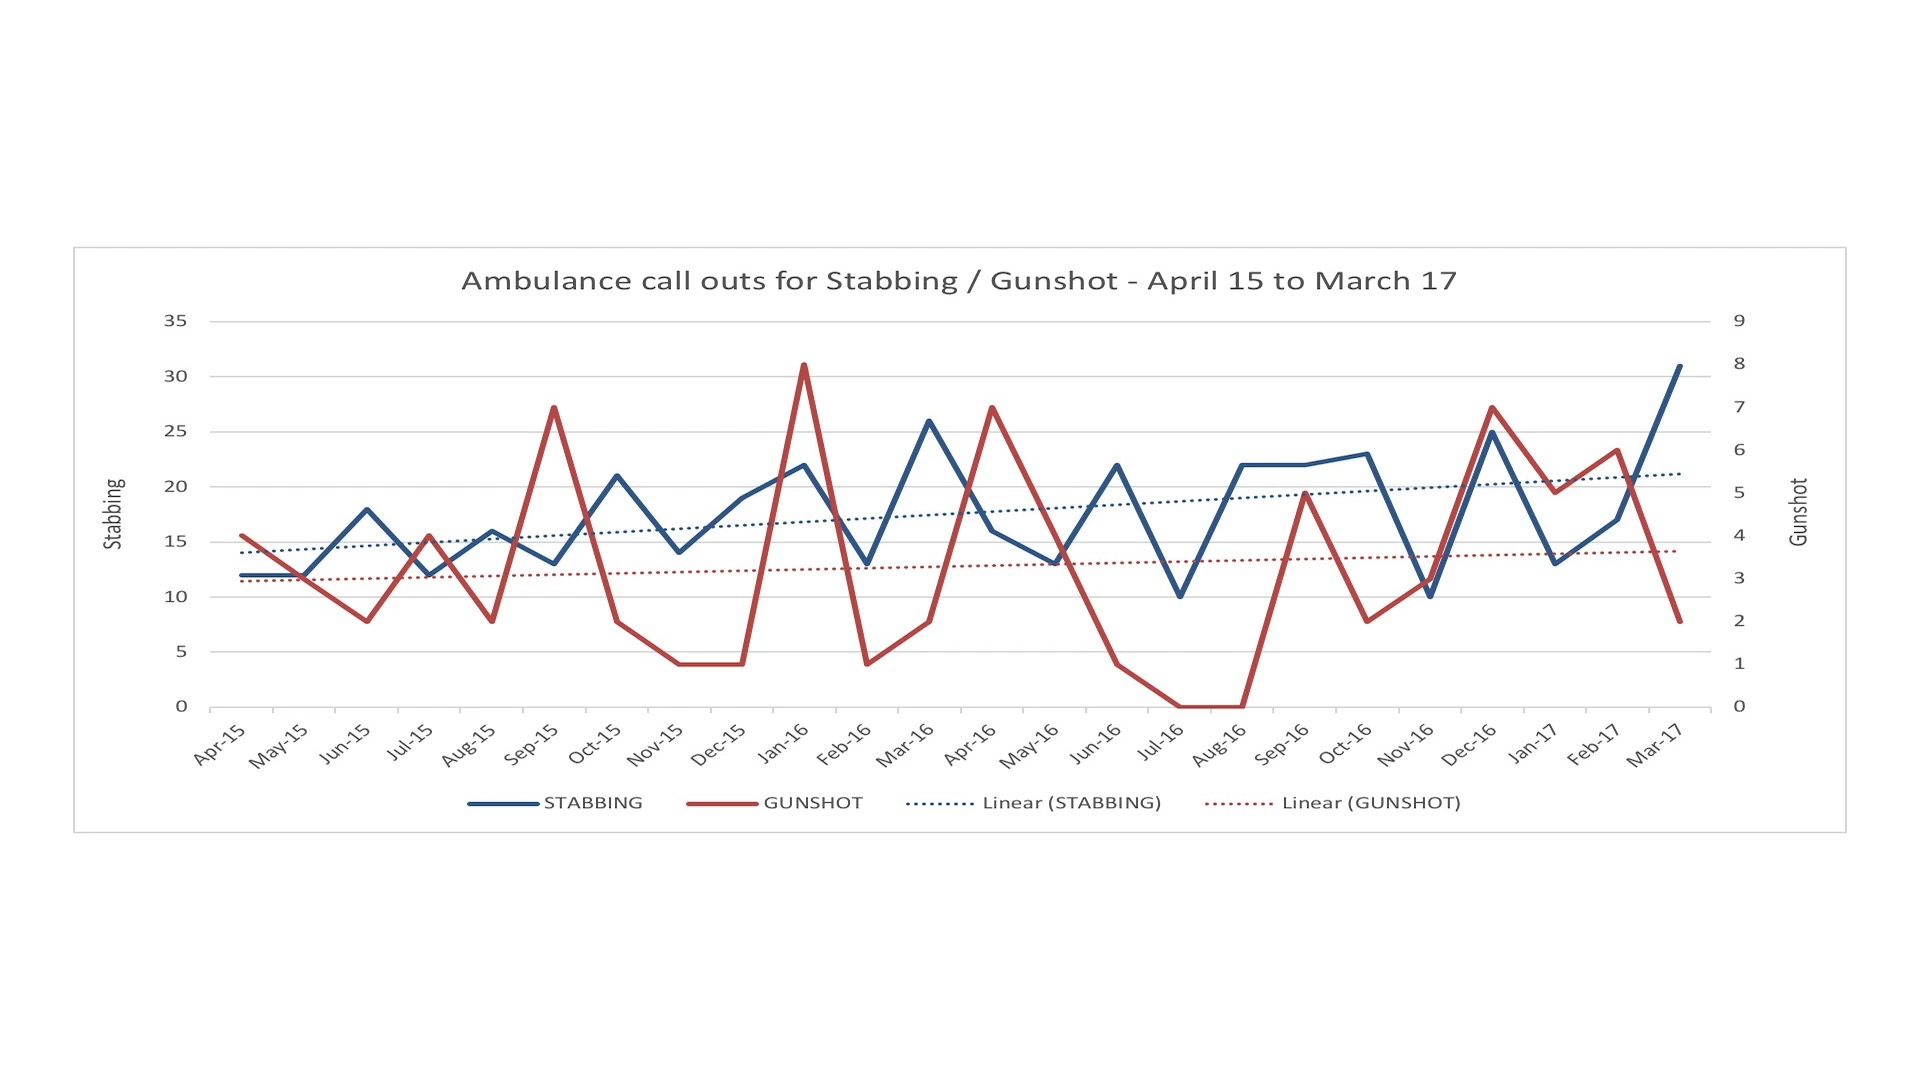 Ambulance call outs for Stabbing / Gunshot - April 15 to March 17
35
30
25
20
15
10
5
0
Stabbing
9
8
7
6
5
4
3
2
1
0
Gunshot
Apr-15
May-15
Jun-15
Jul-15
Aug-15
Sep-15
Oct-15
Nov-15
Dec-15
Jan-16
Feb-16
Mar-16
Apr-16
May-16
Jun-16
Jul-16
Aug-16
Sep-16
Oct-16
Nov-16
Dec-16
Jan-17
Feb-17
Mar-17
STABBING
GUNSHOT
Linear (STABBING)
Linear (GUNSHOT)